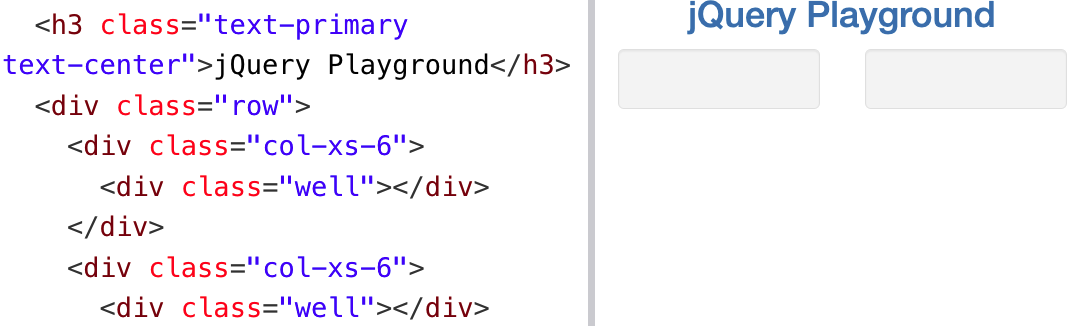 <h3 class="text-primary
text-center">jQuery Playground</h3>
<div class="row">
<div class="col-xs-6">
<div class="well"></div>
</div>
<div class="col-xs-6">
<div class="well"></div>
jQuery Playground